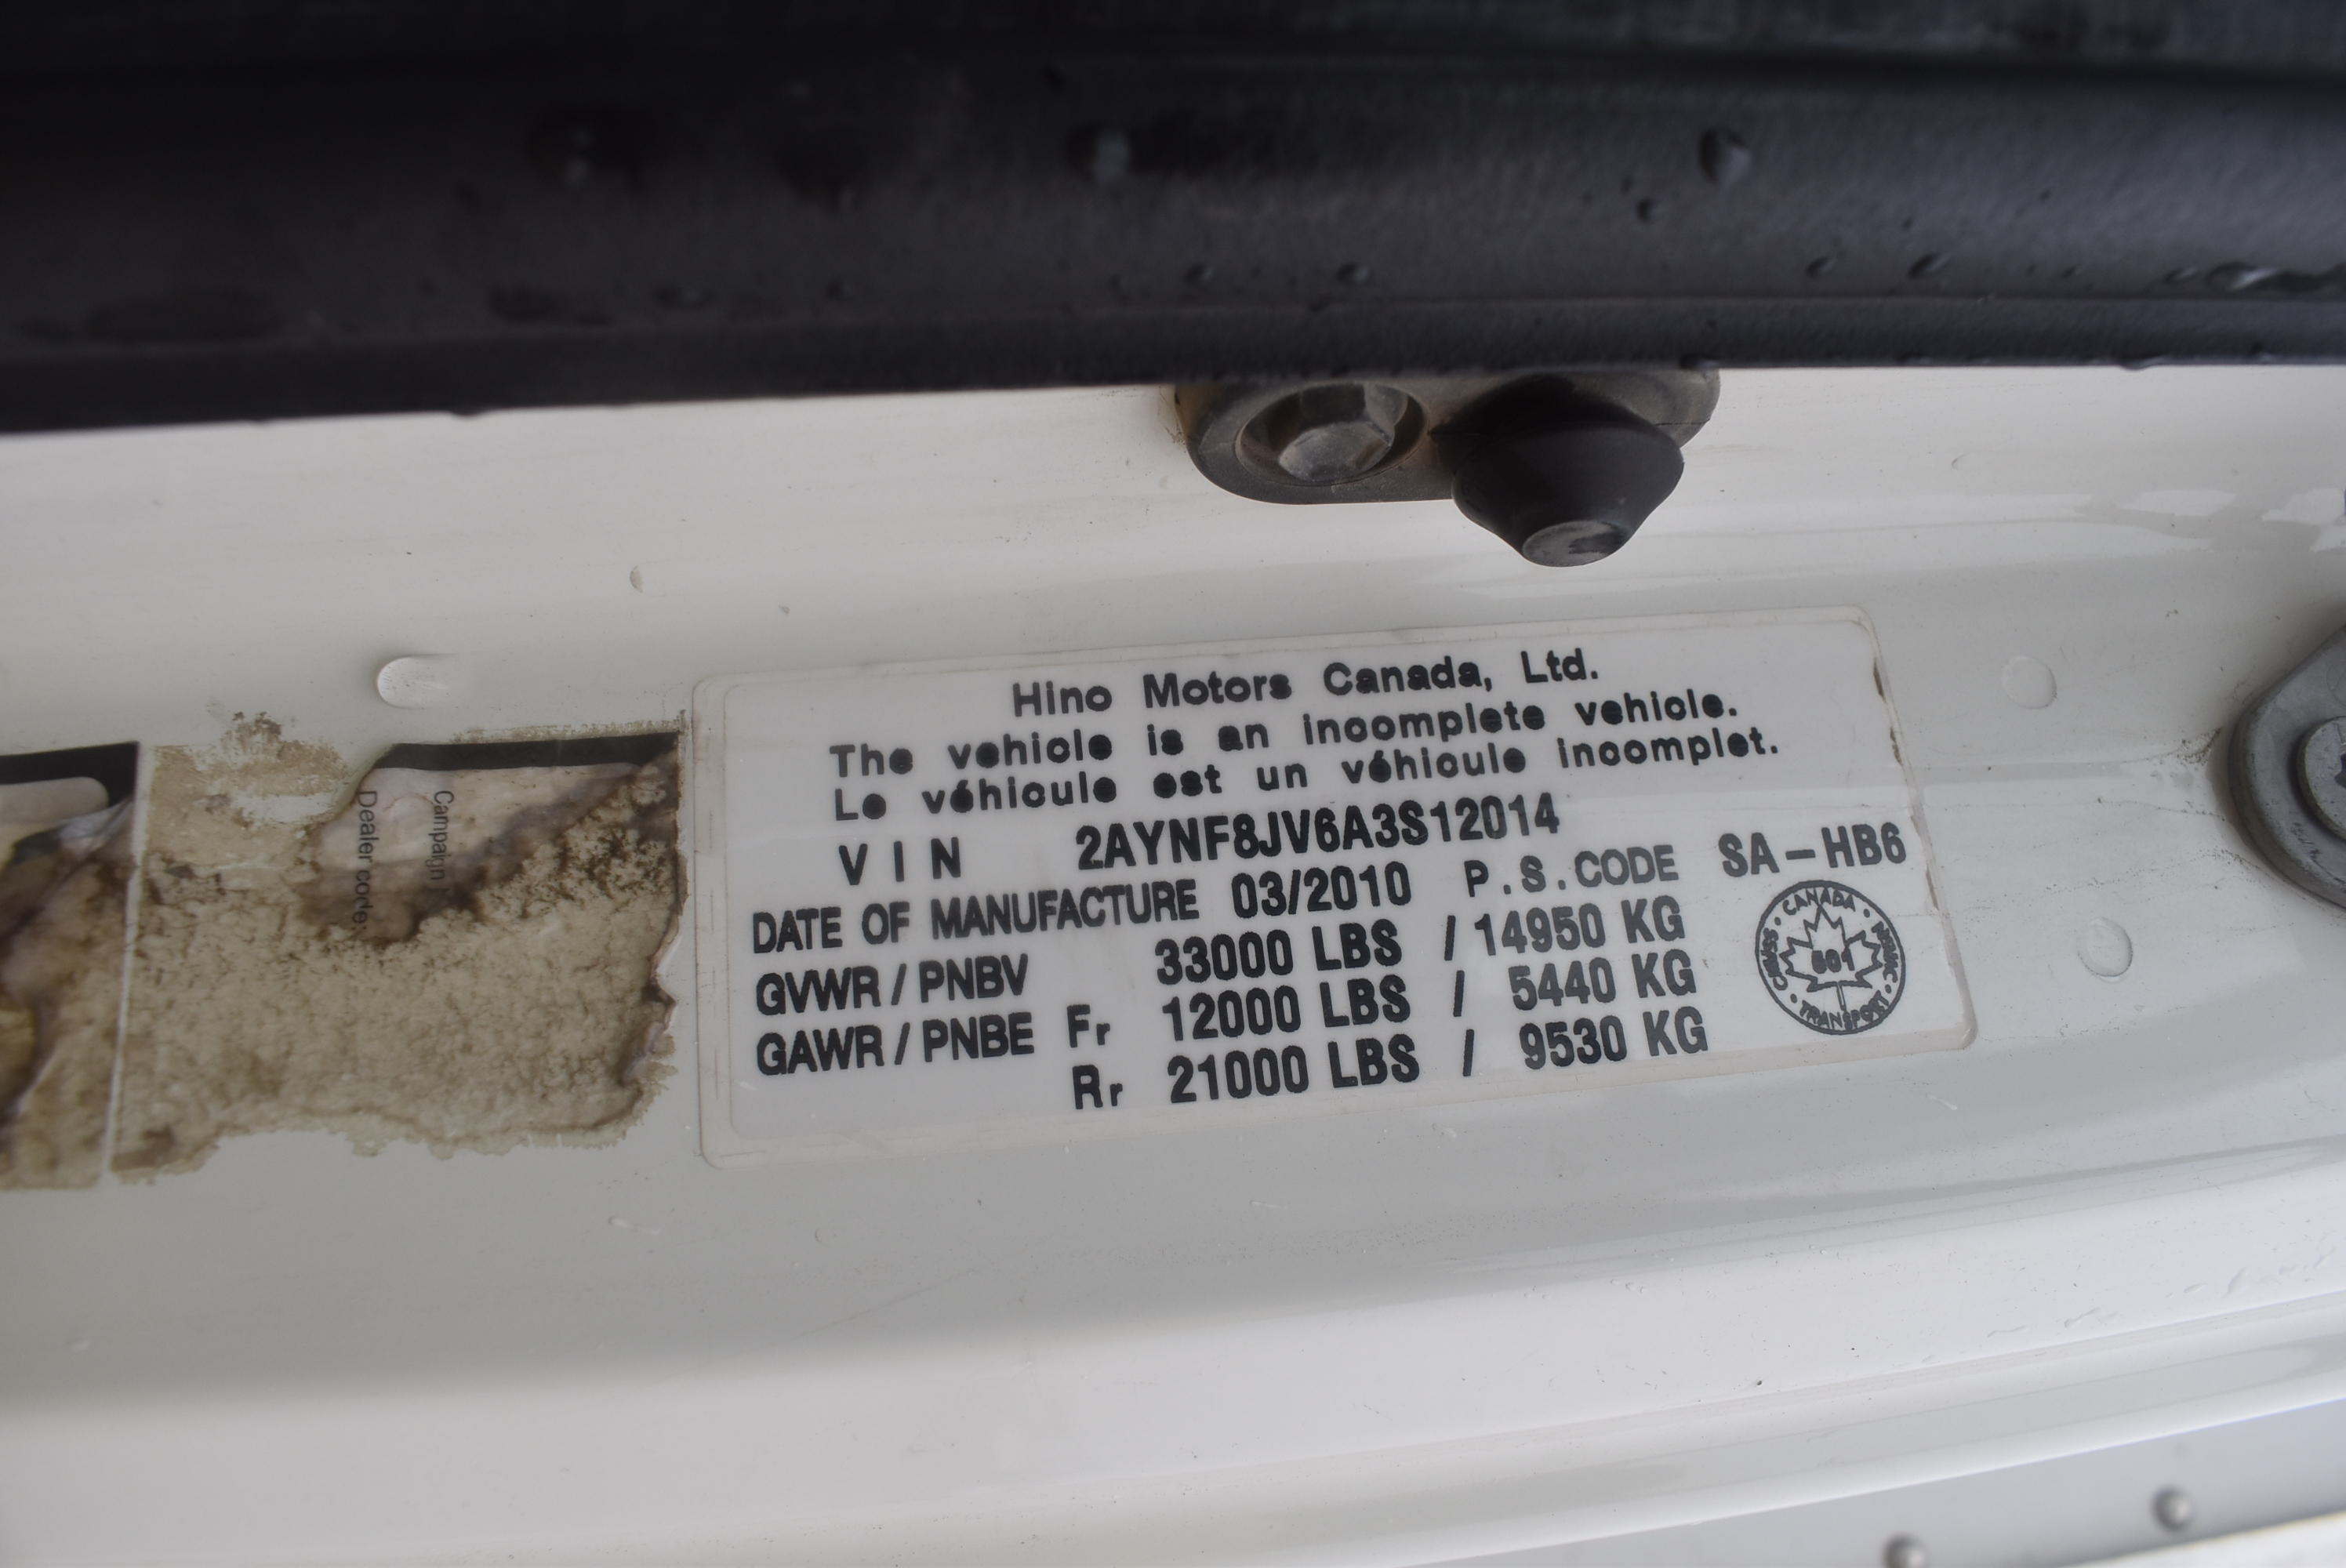 Hino Motors Canada, Ltd.
The vehicle is an incomplete vehicle.
Le véhicule est un véhicule incomplet.
VIN 2AYNF8JV6A3S12014
DATE OF MANUFACTURE 03/2010 P.S.CODE SA-HB6
GVWR / PNBV 33000 LBS / 14950 KG
GAWR / PNBE Fr 12000 LBS / 5440 KG
Rr 21000 LBS / 9530 KG
CANADA
TRANSPORT
601
Campaign
Dealer code